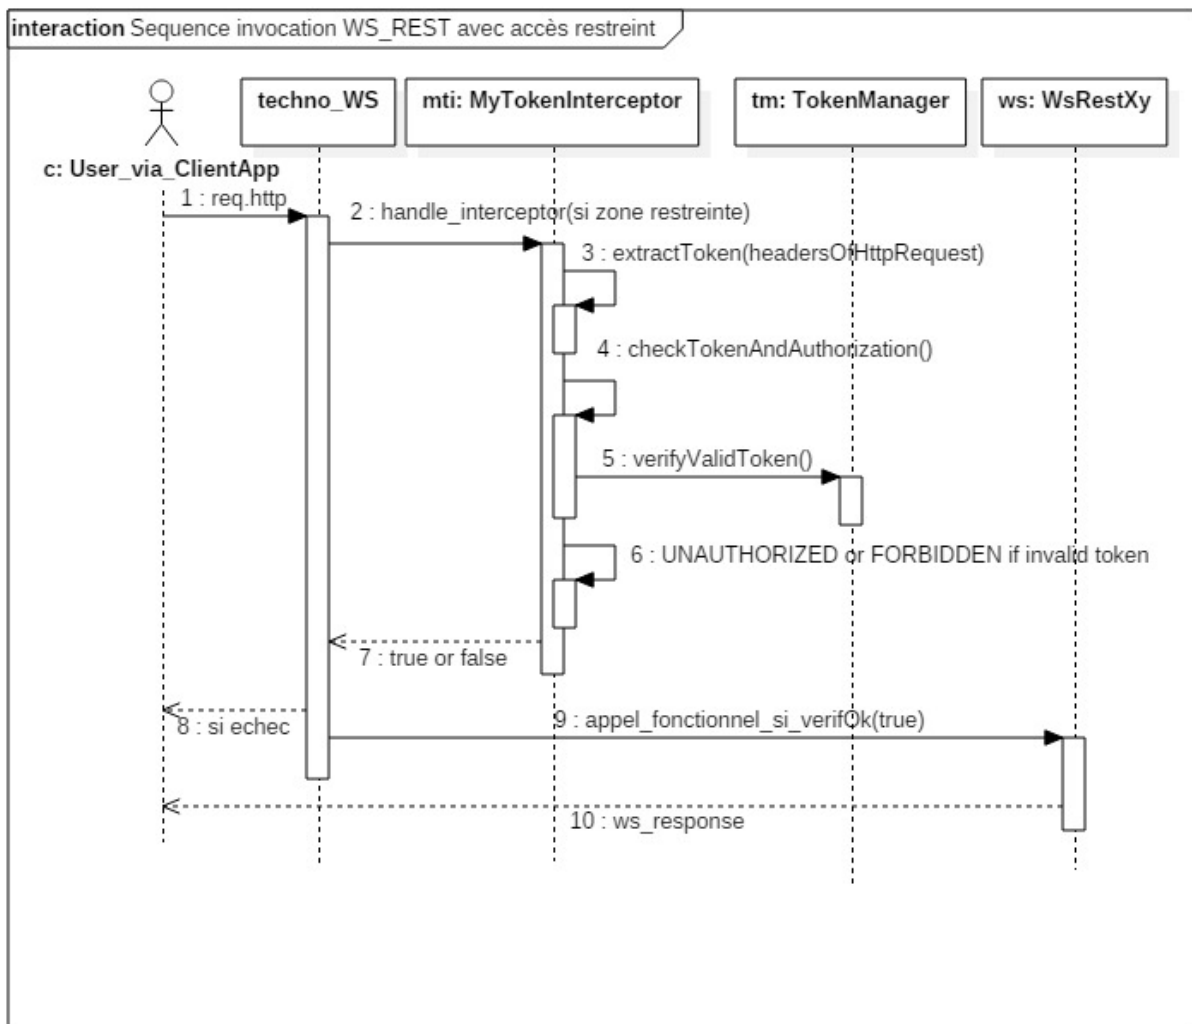 interaction Sequence invocation WS_REST avec accès restreint
techno_WS
mti: MyTokenInterceptor
tm: TokenManager
ws: WsRestXy
c: User_via_ClientApp
1 : req.http
2 : handle_interceptor(si zone restreinte)
3 : extractToken(headersOfHttpRequest)
4 : checkTokenAndAuthorization()
5 : verifyValidToken()
6 : UNAUTHORIZED or FORBIDDEN if invalid token
7 : true or false
8 : si echec
9 : appel_fonctionnel_si_verifOk(true)
10 : ws_response